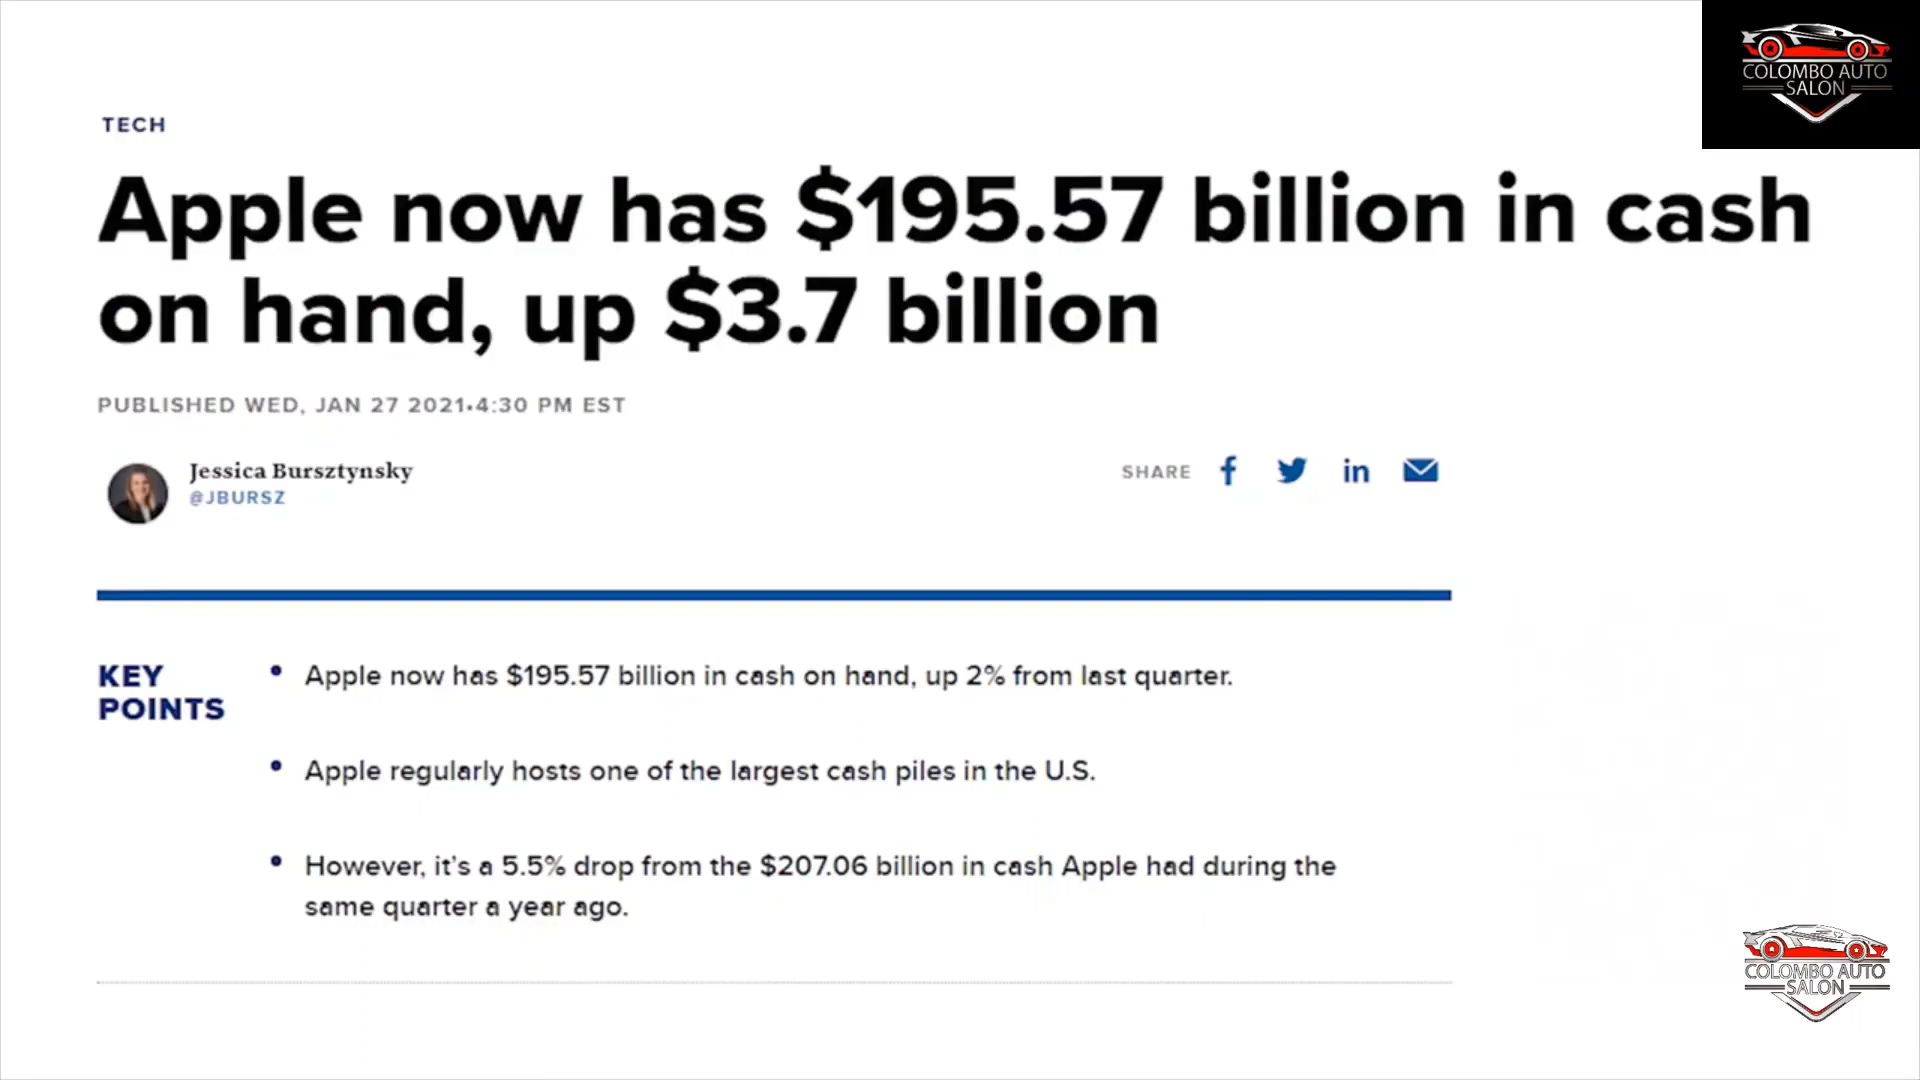 COLOMBO AUTO
SALON
TECH
Apple now has $195.57 billion in cash
on hand, up $3.7 billion
PUBLISHED WED, JAN 27 2021•4:30 PM EST
Jessica Bursztynsky
@JBURSZ
SHARE
KEY
POINTS
• Apple now has $195.57 billion in cash on hand, up 2% from last quarter.
• Apple regularly hosts one of the largest cash piles in the U.S.
• However, it's a 5.5% drop from the $207.06 billion in cash Apple had during the
same quarter a year ago.
COLOMBO AUTO
SALON